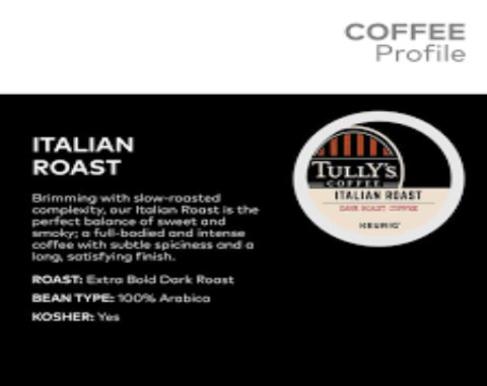 COFFEE
Profile
ITALIAN
ROAST
Brimming with slow-roasted
complexity, our Italian Roast is the
perfect balance of sweet and
smoky; a full-bodied and intense
coffee with subtle spiciness and a
long, satisfying finish.
ROAST: Extra Bold Dark Roast
BEAN TYPE: 100% Arabica
KOSHER: Yes
TULLY'S
COFFEE
ITALIAN ROAST
DARK ROAST COFFEE
KEURIG